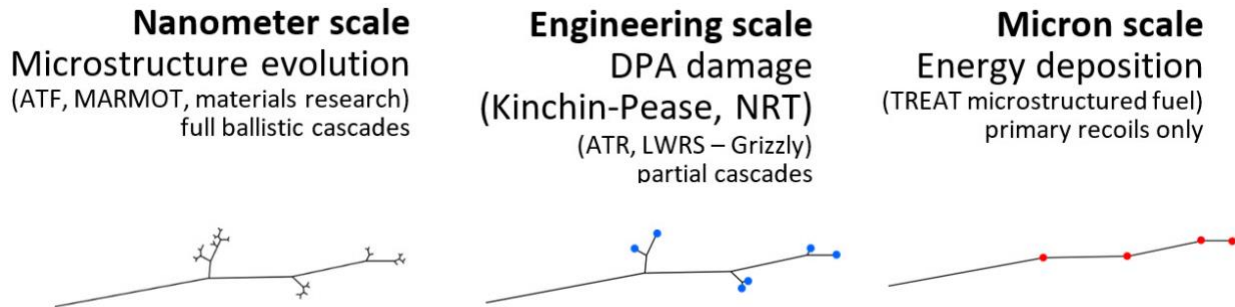 Nanometer scale
Microstructure evolution
(ATF, MARMOT, materials research)
full ballistic cascades
Engineering scale
DPA damage
(Kinchin-Pease, NRT)
(ATR, LWRS – Grizzly)
partial cascades
Micron scale
Energy deposition
(TREAT microstructured fuel)
primary recoils only